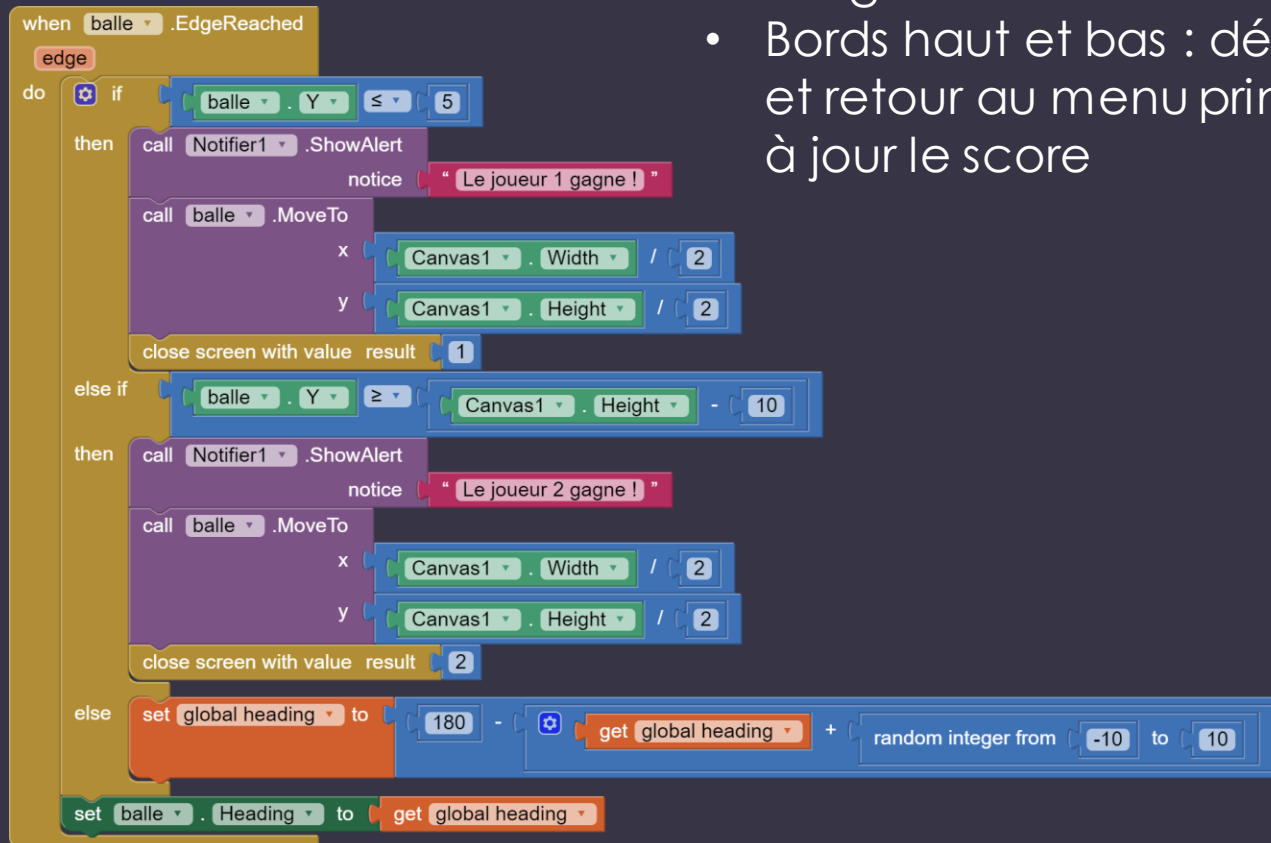 when balle .EdgeReached
edge
do if balle . Y ≤ 5
then call Notifier1 .ShowAlert
notice " Le joueur 1 gagne ! "
call balle .MoveTo
x Canvas1 . Width / 2
y Canvas1 . Height / 2
close screen with value result 1
else if balle . Y ≥ Canvas1 . Height - 10
then call Notifier1 .ShowAlert
notice " Le joueur 2 gagne ! "
call balle .MoveTo
x Canvas1 . Width / 2
y Canvas1 . Height / 2
close screen with value result 2
else set global heading to 180 - get global heading + random integer from -10 to 10
set balle . Heading to get global heading
• Bords haut et bas : dé
et retour au menu prin
à jour le score